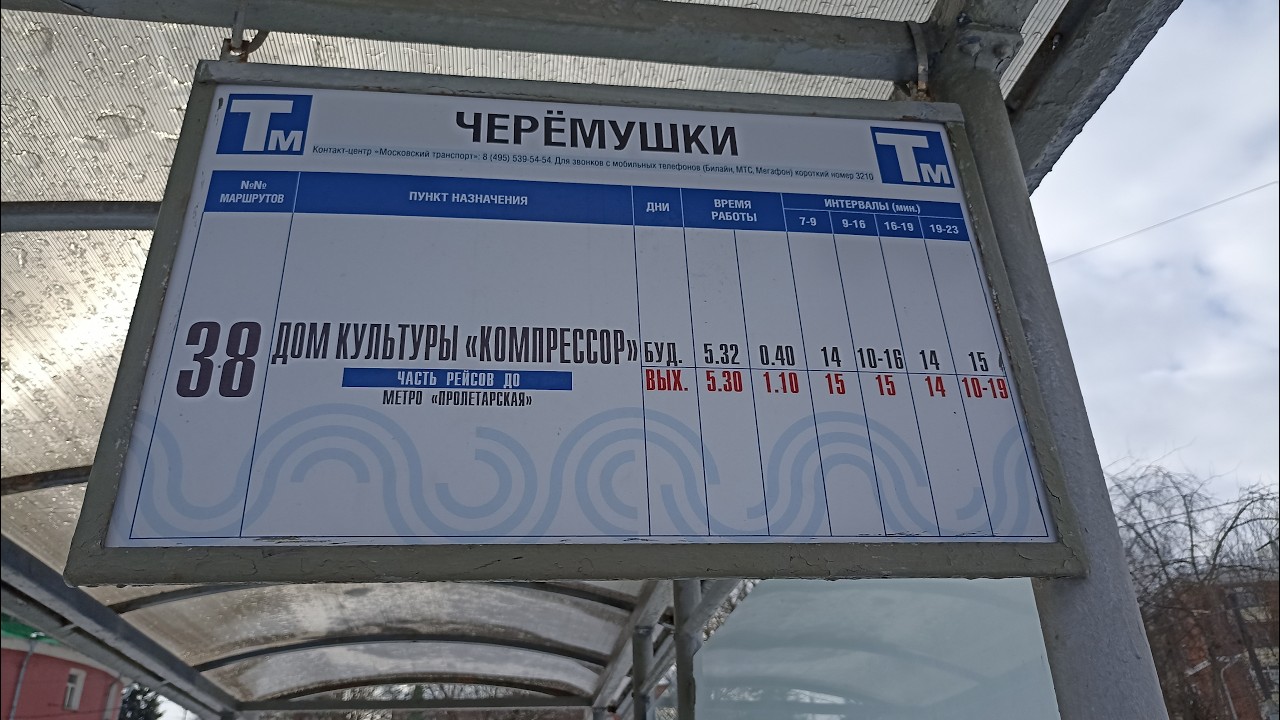 Тм
ЧЕРЁМУШКИ
Тм
Контакт-центр «Московский транспорт»: 8 (495) 539-54-54. Для звонков с мобильных телефонов (Билайн, МТС, Мегафон) короткий номер 3210
№№ МАРШРУТОВ
ПУНКТ НАЗНАЧЕНИЯ
ДНИ
ВРЕМЯ РАБОТЫ
ИНТЕРВАЛЫ (мин.)
7-9 9-16 16-19 19-23
38 ДОМ КУЛЬТУРЫ «КОМПРЕССОР» БУД. 5.32 0.40 14 10-16 14 15
ЧАСТЬ РЕЙСОВ ДО ВЫХ. 5.30 1.10 15 15 14 10-19
МЕТРО «ПРОЛЕТАРСКАЯ»